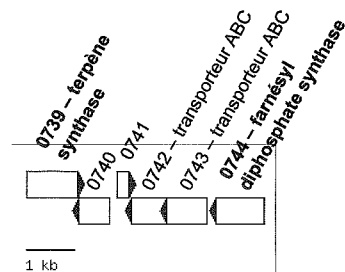 0739 – terpène
synthase
0740
0741
0742 – transporteur ABC
0743 – transporteur ABC
0744 – farnésyl
diphosphate synthase
1 kb